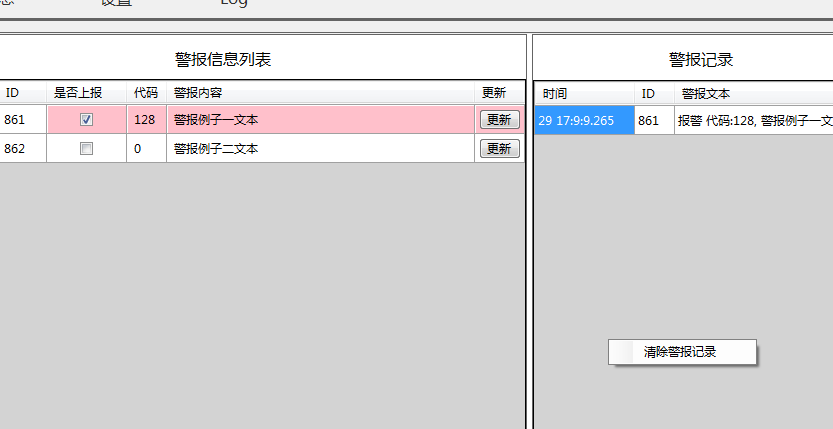 设置 Log
警报信息列表
ID 是否上报 代码 警报内容 更新
861 128 警报例子一文本 更新
862 0 警报例子二文本 更新
警报记录
时间 ID 警报文本
29 17:9:9.265 861 报警 代码:128, 警报例子一文
清除警报记录